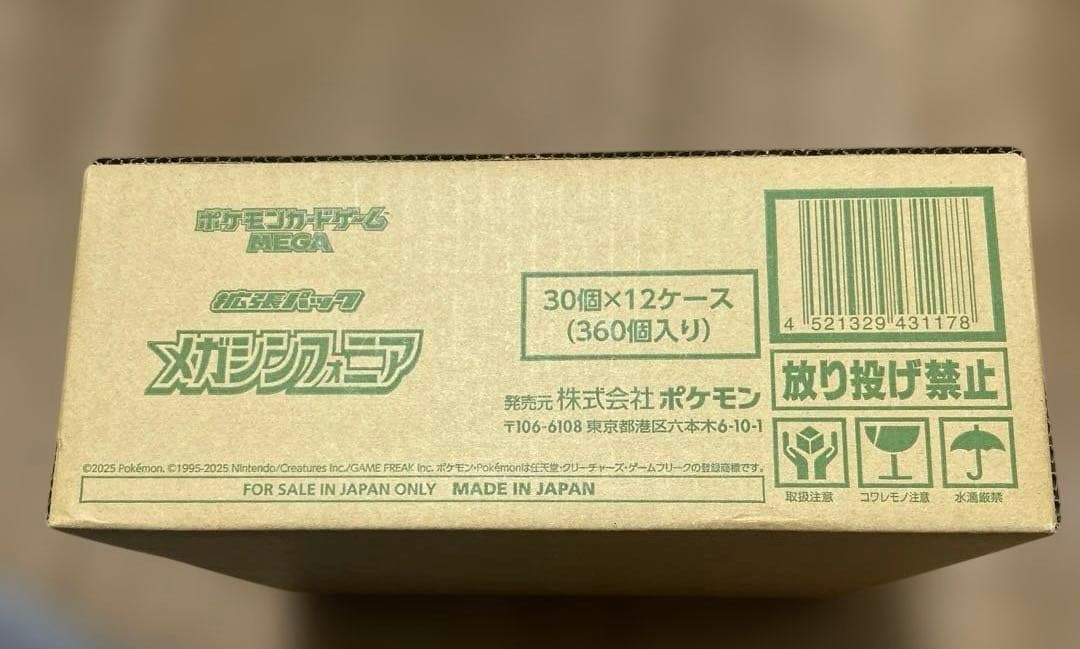 ポケモンカードゲーム
MEGA
拡張パック
メガシンフォニア
30個×12ケース
(360個入り)
発売元 株式会社 ポケモン
〒106-6108 東京都港区六本木6-10-1
©2025 Pokémon. ©1995-2025 Nintendo/Creatures Inc./GAME FREAK inc. ポケモン・Pokémonは任天堂・クリーチャーズ・ゲームフリークの登録商標です。
FOR SALE IN JAPAN ONLY MADE IN JAPAN
4 521329 431178
放り投げ禁止
取扱注意 コワレモノ注意 水濡厳禁